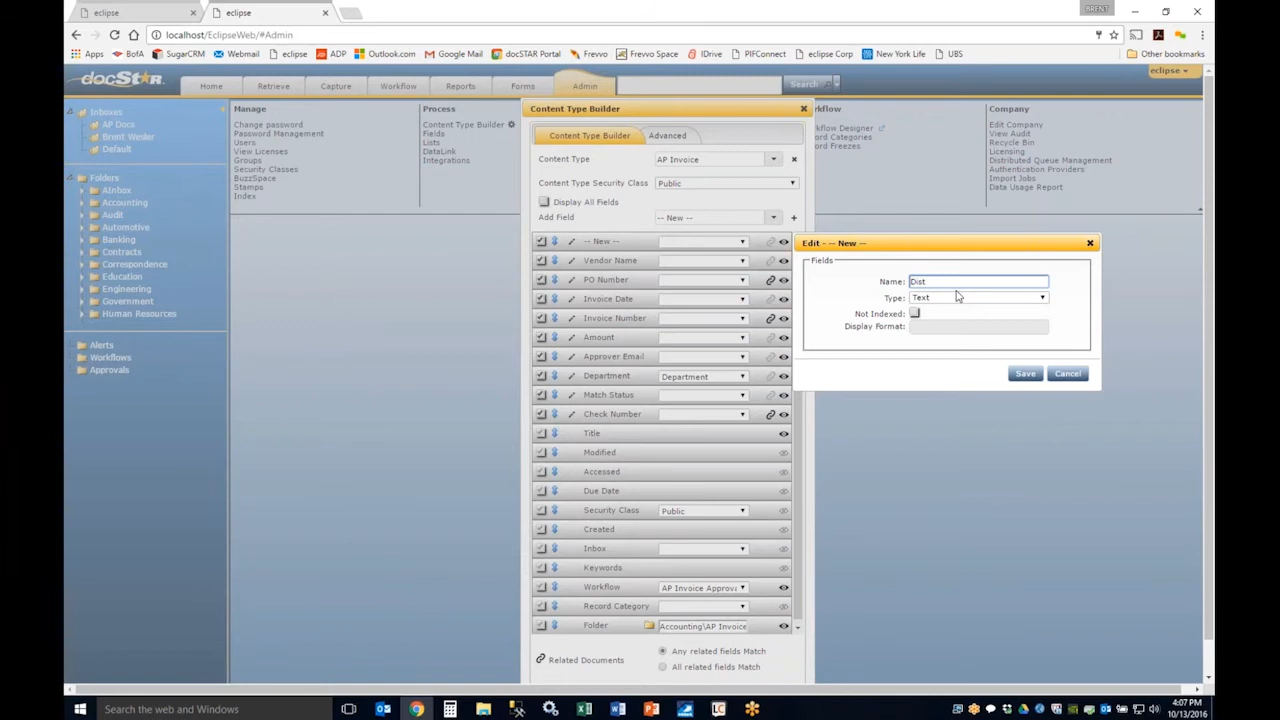 eclipse
eclipse
BRENT
localhost/EclipseWeb/#Admin
Apps BofA SugarCRM Webmail eclipse ADP Outlook.com Google Mail docSTAR Portal Frevvo Frevvo Space IDrive PIFConnect eclipse Corp New York Life UBS Other bookmarks
docSTAR
Home Retrieve Capture Workflow Reports Forms Admin Search eclipse
Inboxes
AP Docs
Brent Wesler
Default
Folders
AInbox
Accounting
Audit
Automotive
Banking
Contracts
Correspondence
Education
Engineering
Government
Human Resources
Alerts
Workflows
Approvals
Manage
Change password
Password Management
Users
View Licenses
Groups
Security Classes
BuzzSpace
Stamps
Index
Process
Content Type Builder
Fields
Lists
DataLink
Integrations
Content Type Builder
Content Type Builder Advanced
Content Type AP Invoice
Content Type Security Class Public
Display All Fields
Add Field -- New --
-- New --
Vendor Name
PO Number
Invoice Date
Invoice Number
Amount
Approver Email
Department Department
Match Status
Check Number
Title
Modified
Accessed
Due Date
Security Class Public
Created
Inbox
Keywords
Workflow AP Invoice Approva
Record Category
Folder Accounting\AP Invoice
Related Documents
Any related fields Match
All related fields Match
rkflow
rkflow Designer
ord Categories
ord Freezes
Company
Edit Company
View Audit
Recycle Bin
Licensing
Distributed Queue Management
Authentication Providers
Import Jobs
Data Usage Report
Edit - -- New --
Fields
Name: Dist
Type: Text
Not Indexed:
Display Format:
Save Cancel
Search the web and Windows
4:07 PM
10/13/2016